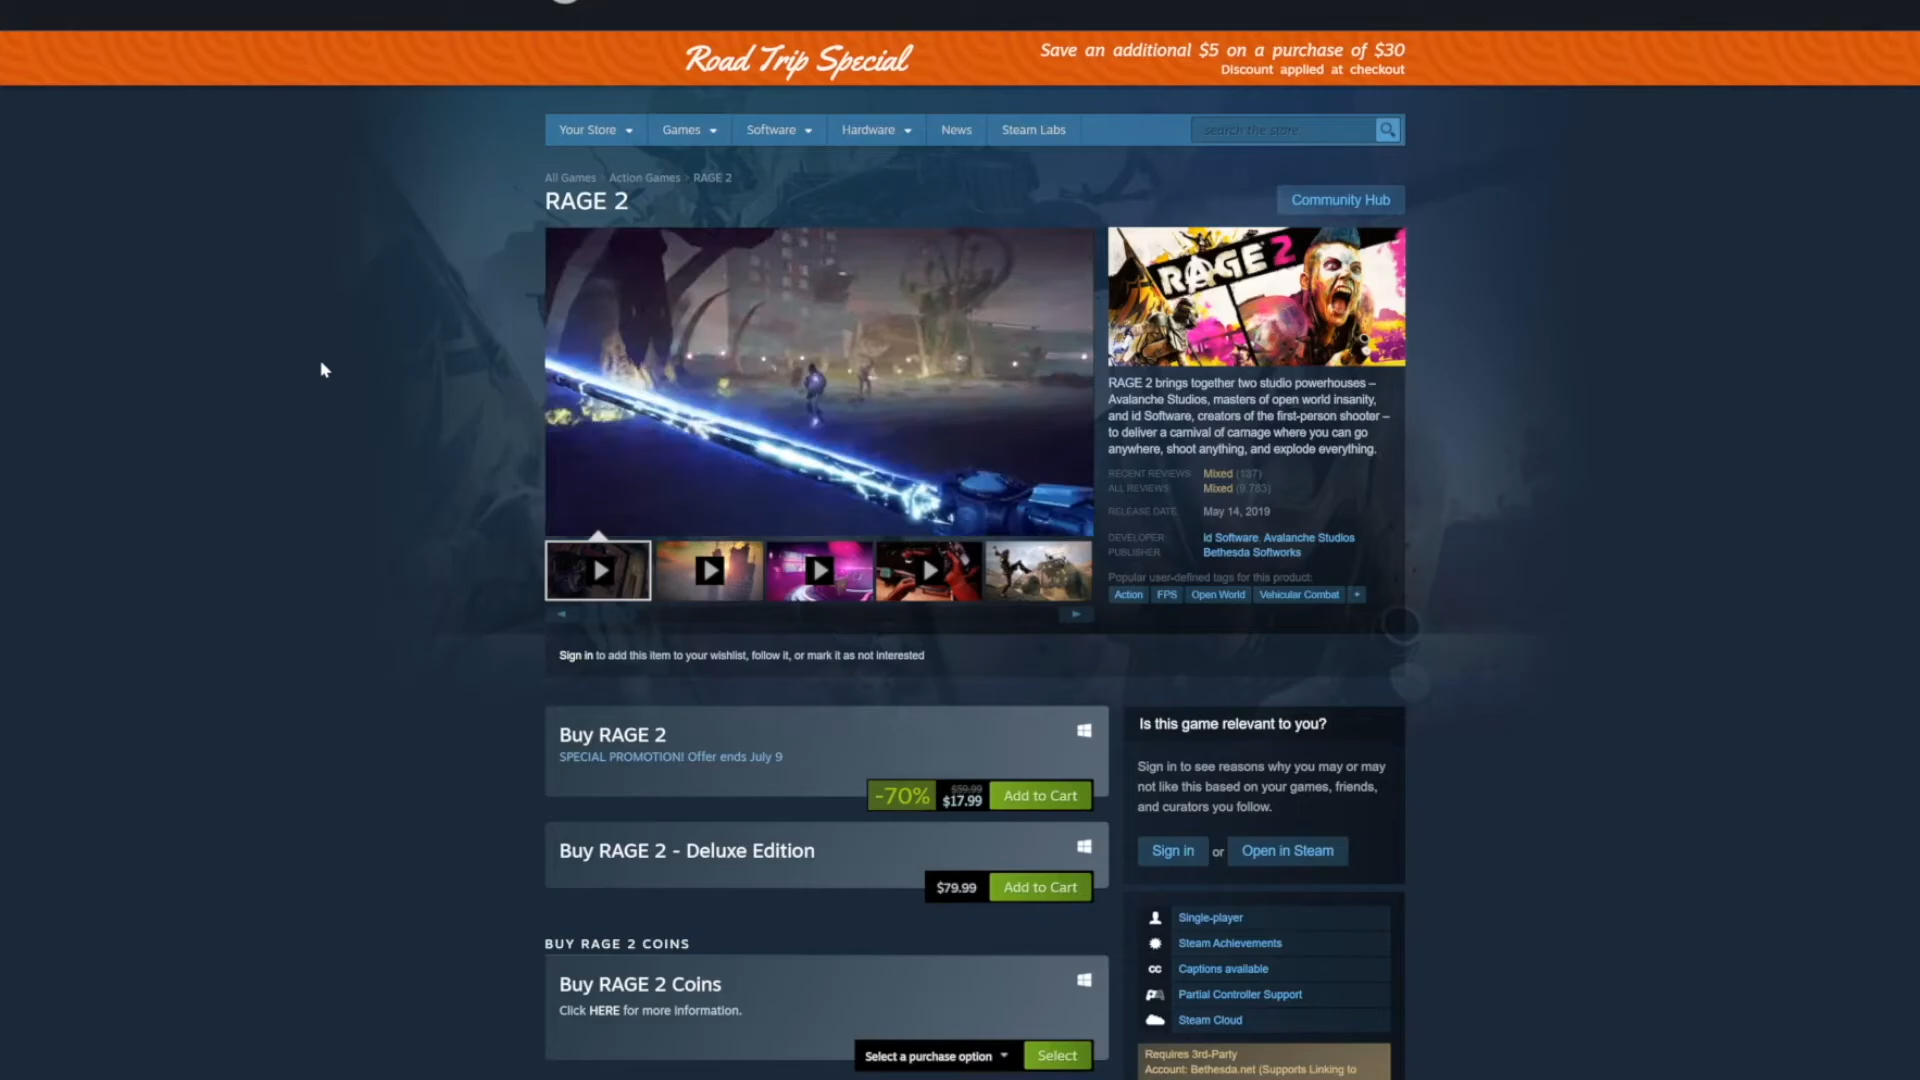 Road Trip Special
Save an additional $5 on a purchase of $30
Discount applied at checkout
Your Store
Games
Software
Hardware
News
Steam Labs
search the store
All Games > Action Games > RAGE 2
RAGE 2
Community Hub
RAGE 2
RAGE 2 brings together two studio powerhouses –
Avalanche Studios, masters of open world insanity,
and id Software, creators of the first-person shooter –
to deliver a carnival of carnage where you can go
anywhere, shoot anything, and explode everything.
RECENT REVIEWS: Mixed (137)
ALL REVIEWS: Mixed (9,783)
RELEASE DATE: May 14, 2019
DEVELOPER: id Software, Avalanche Studios
PUBLISHER: Bethesda Softworks
Popular user-defined tags for this product:
Action
FPS
Open World
Vehicular Combat
+
Sign in to add this item to your wishlist, follow it, or mark it as not interested
Buy RAGE 2
SPECIAL PROMOTION! Offer ends July 9
-70%
$59.99
$17.99
Add to Cart
Buy RAGE 2 - Deluxe Edition
$79.99
Add to Cart
BUY RAGE 2 COINS
Buy RAGE 2 Coins
Click HERE for more information.
Select a purchase option
Select
Is this game relevant to you?
Sign in to see reasons why you may or may
not like this based on your games, friends,
and curators you follow.
Sign in or Open in Steam
Single-player
Steam Achievements
CC
Captions available
Partial Controller Support
Steam Cloud
Requires 3rd-Party
Account: Bethesda.net (Supports Linking to